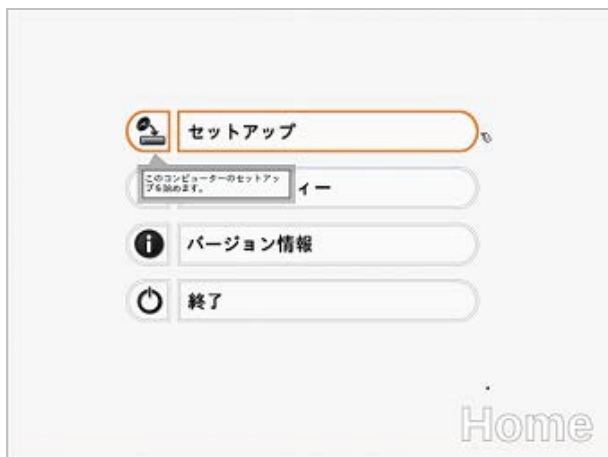 セットアップ
このコンピューターのセットアッ
プを始めます。
ィー
バージョン情報
終了
Home